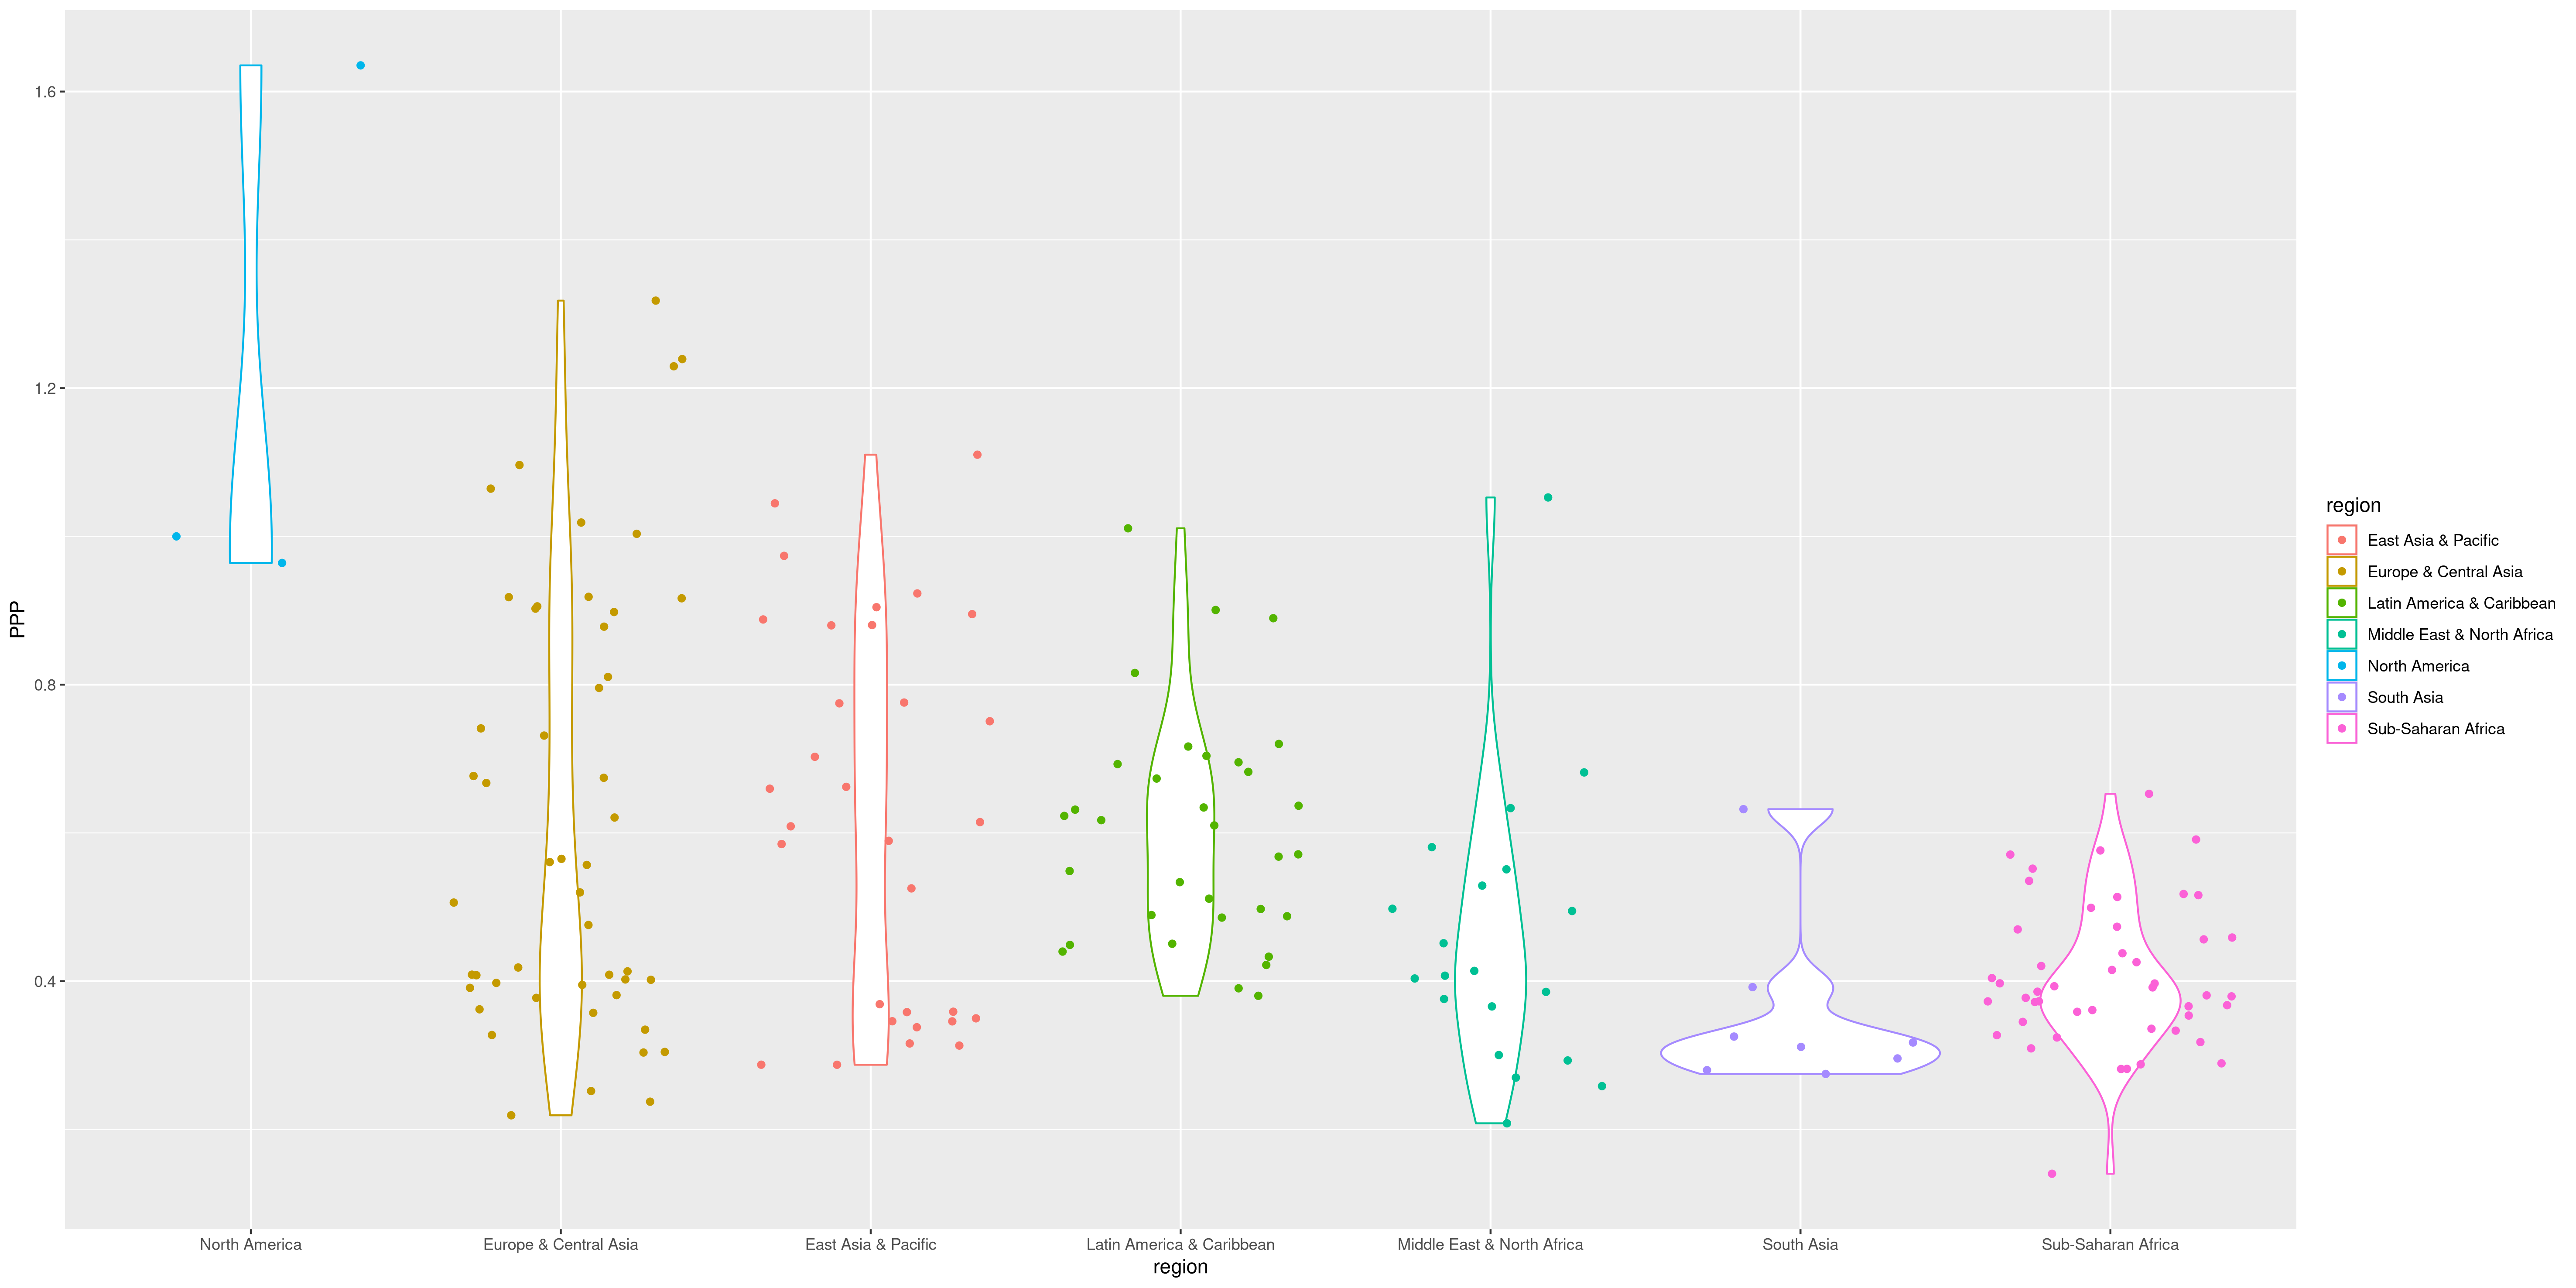 1.6
1.2
0.8
0.4
PPP
North America
Europe & Central Asia
East Asia & Pacific
Latin America & Caribbean
Middle East & North Africa
South Asia
Sub-Saharan Africa
region
region
East Asia & Pacific
Europe & Central Asia
Latin America & Caribbean
Middle East & North Africa
North America
South Asia
Sub-Saharan Africa